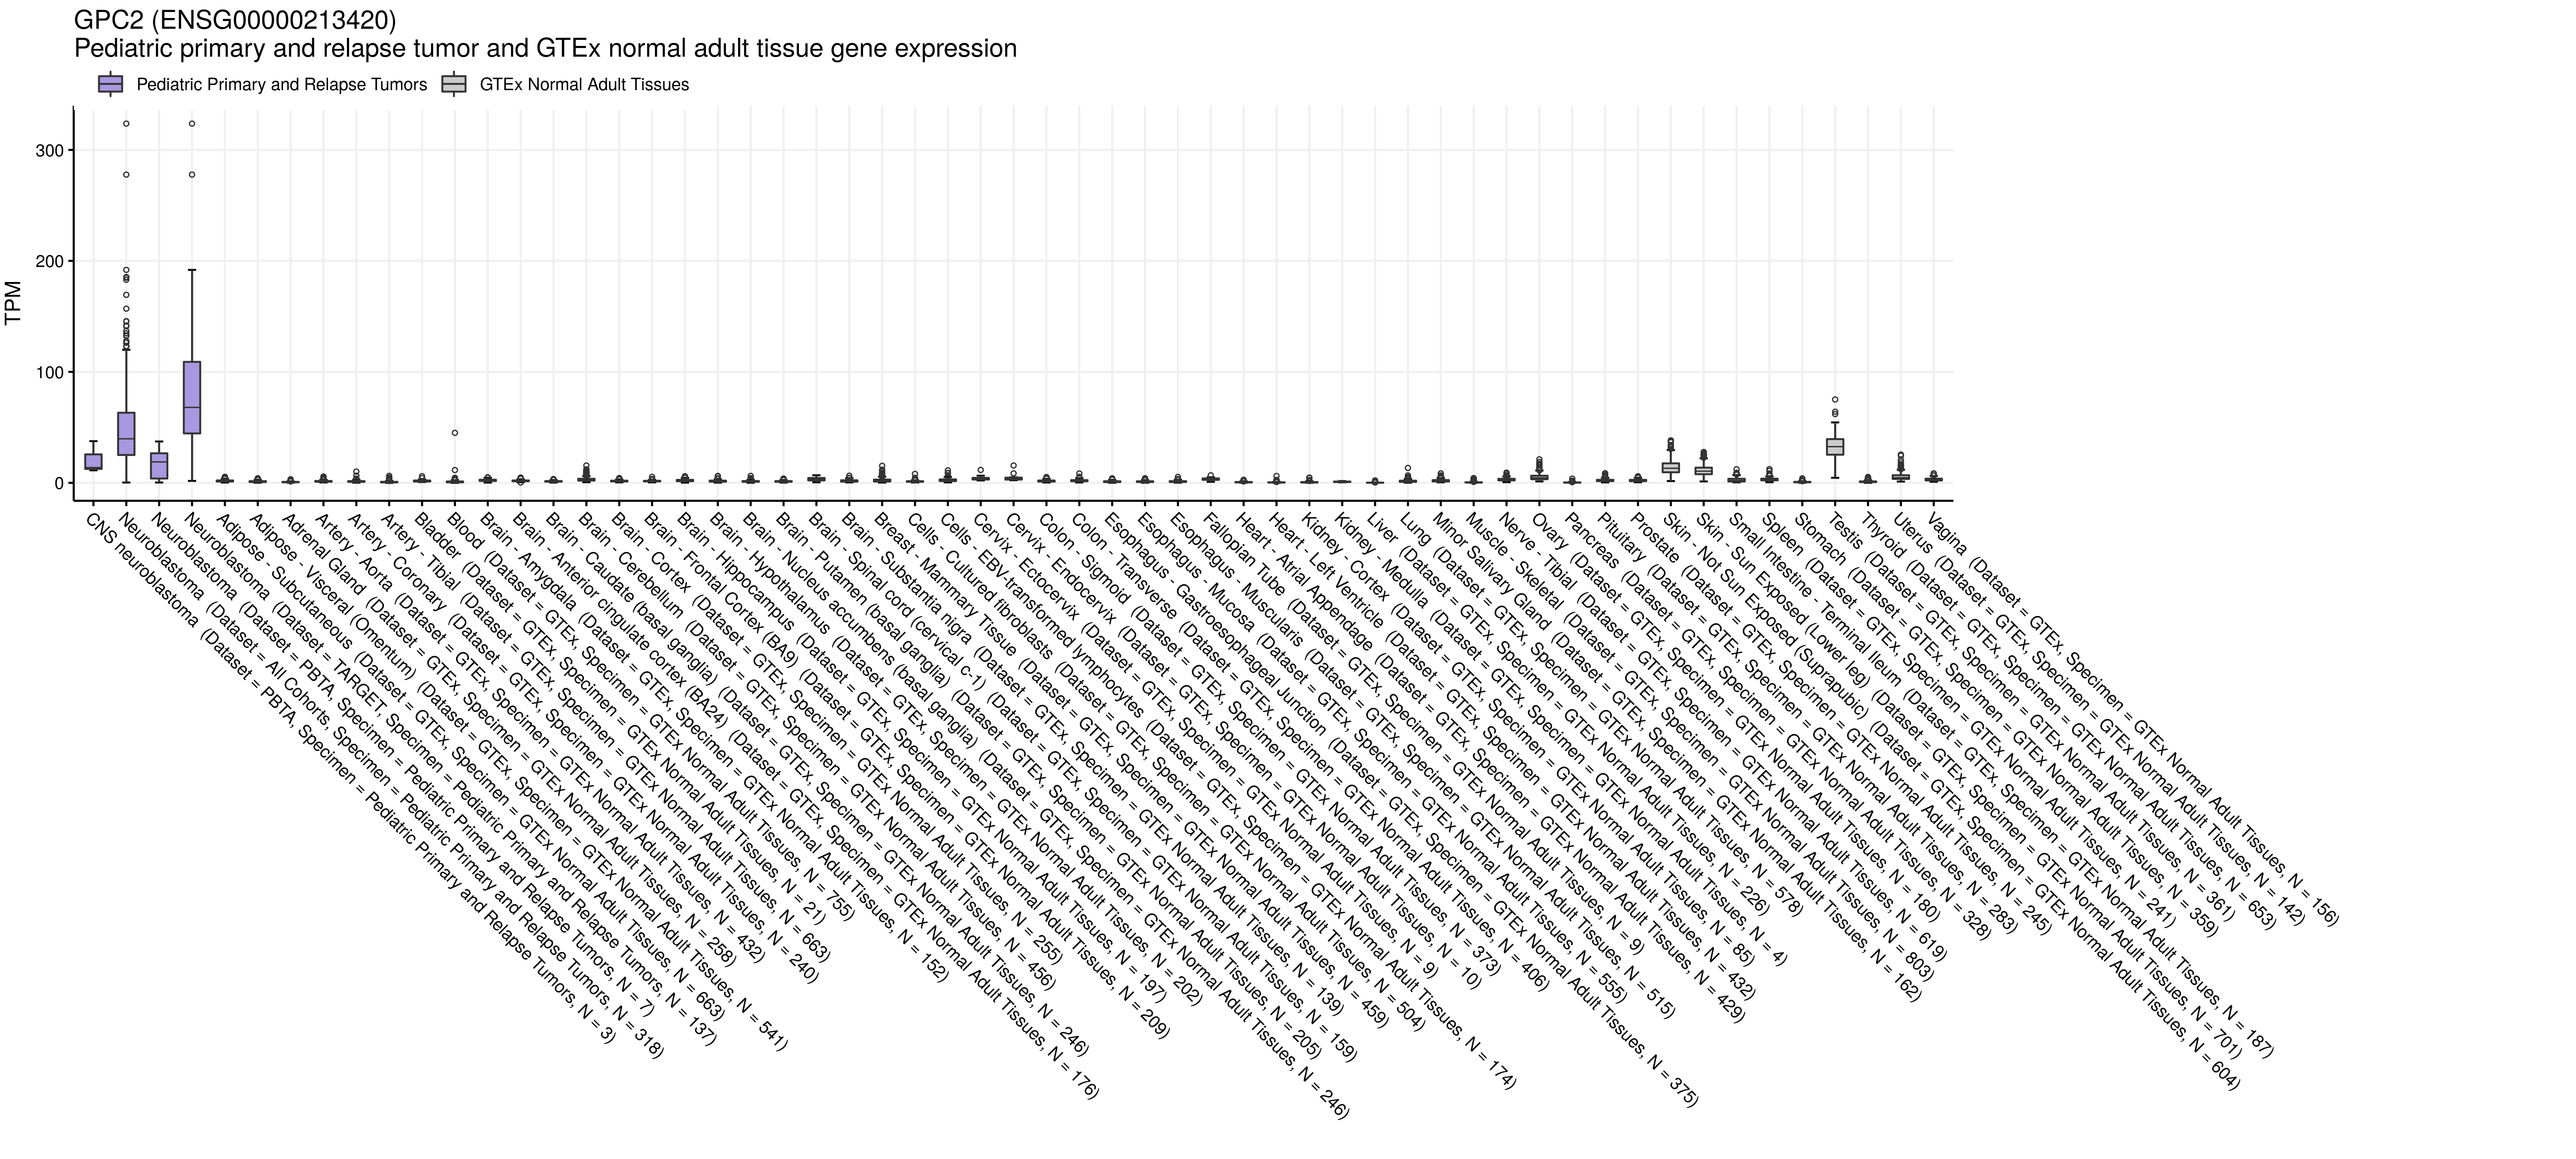 GPC2 (ENSG00000213420)
Pediatric primary and relapse tumor and GTEx normal adult tissue gene expression
Pediatric Primary and Relapse Tumors
GTEx Normal Adult Tissues
TPM
300
200
100
0
CNS neuroblastoma (Dataset = PBTA, Specimen = Pediatric Primary and Relapse Tumors, N = 3)
Neuroblastoma (Dataset = All Cohorts, Specimen = Pediatric Primary and Relapse Tumors, N = 318)
Neuroblastoma (Dataset = PBTA, Specimen = Pediatric Primary and Relapse Tumors, N = 7)
Neuroblastoma (Dataset = TARGET, Specimen = Pediatric Primary and Relapse Tumors, N = 137)
Adipose - Subcutaneous (Dataset = GTEx, Specimen = GTEx Normal Adult Tissues, N = 663)
Adipose - Visceral (Omentum) (Dataset = GTEx, Specimen = GTEx Normal Adult Tissues, N = 541)
Adrenal Gland (Dataset = GTEx, Specimen = GTEx Normal Adult Tissues, N = 258)
Artery - Aorta (Dataset = GTEx, Specimen = GTEx Normal Adult Tissues, N = 432)
Artery - Coronary (Dataset = GTEx, Specimen = GTEx Normal Adult Tissues, N = 240)
Artery - Tibial (Dataset = GTEx, Specimen = GTEx Normal Adult Tissues, N = 663)
Bladder (Dataset = GTEx, Specimen = GTEx Normal Adult Tissues, N = 21)
Blood (Dataset = GTEx, Specimen = GTEx Normal Adult Tissues, N = 755)
Brain - Amygdala (Dataset = GTEx, Specimen = GTEx Normal Adult Tissues, N = 152)
Brain - Anterior cingulate cortex (BA24) (Dataset = GTEx, Specimen = GTEx Normal Adult Tissues, N = 176)
Brain - Caudate (basal ganglia) (Dataset = GTEx, Specimen = GTEx Normal Adult Tissues, N = 246)
Brain - Cerebellum (Dataset = GTEx, Specimen = GTEx Normal Adult Tissues, N = 456)
Brain - Cortex (Dataset = GTEx, Specimen = GTEx Normal Adult Tissues, N = 255)
Brain - Frontal Cortex (BA9) (Dataset = GTEx, Specimen = GTEx Normal Adult Tissues, N = 209)
Brain - Hippocampus (Dataset = GTEx, Specimen = GTEx Normal Adult Tissues, N = 197)
Brain - Hypothalamus (Dataset = GTEx, Specimen = GTEx Normal Adult Tissues, N = 202)
Brain - Nucleus accumbens (basal ganglia) (Dataset = GTEx, Specimen = GTEx Normal Adult Tissues, N = 246)
Brain - Putamen (basal ganglia) (Dataset = GTEx, Specimen = GTEx Normal Adult Tissues, N = 205)
Brain - Spinal cord (cervical c-1) (Dataset = GTEx, Specimen = GTEx Normal Adult Tissues, N = 159)
Brain - Substantia nigra (Dataset = GTEx, Specimen = GTEx Normal Adult Tissues, N = 139)
Breast - Mammary Tissue (Dataset = GTEx, Specimen = GTEx Normal Adult Tissues, N = 459)
Cells - Cultured fibroblasts (Dataset = GTEx, Specimen = GTEx Normal Adult Tissues, N = 504)
Cells - EBV-transformed lymphocytes (Dataset = GTEx, Specimen = GTEx Normal Adult Tissues, N = 174)
Cervix - Ectocervix (Dataset = GTEx, Specimen = GTEx Normal Adult Tissues, N = 9)
Cervix - Endocervix (Dataset = GTEx, Specimen = GTEx Normal Adult Tissues, N = 10)
Colon - Sigmoid (Dataset = GTEx, Specimen = GTEx Normal Adult Tissues, N = 373)
Colon - Transverse (Dataset = GTEx, Specimen = GTEx Normal Adult Tissues, N = 406)
Esophagus - Gastroesophageal Junction (Dataset = GTEx, Specimen = GTEx Normal Adult Tissues, N = 375)
Esophagus - Mucosa (Dataset = GTEx, Specimen = GTEx Normal Adult Tissues, N = 555)
Esophagus - Muscularis (Dataset = GTEx, Specimen = GTEx Normal Adult Tissues, N = 515)
Fallopian Tube (Dataset = GTEx, Specimen = GTEx Normal Adult Tissues, N = 9)
Heart - Atrial Appendage (Dataset = GTEx, Specimen = GTEx Normal Adult Tissues, N = 429)
Heart - Left Ventricle (Dataset = GTEx, Specimen = GTEx Normal Adult Tissues, N = 432)
Kidney - Cortex (Dataset = GTEx, Specimen = GTEx Normal Adult Tissues, N = 85)
Kidney - Medulla (Dataset = GTEx, Specimen = GTEx Normal Adult Tissues, N = 4)
Liver (Dataset = GTEx, Specimen = GTEx Normal Adult Tissues, N = 226)
Lung (Dataset = GTEx, Specimen = GTEx Normal Adult Tissues, N = 578)
Minor Salivary Gland (Dataset = GTEx, Specimen = GTEx Normal Adult Tissues, N = 162)
Muscle - Skeletal (Dataset = GTEx, Specimen = GTEx Normal Adult Tissues, N = 803)
Nerve - Tibial (Dataset = GTEx, Specimen = GTEx Normal Adult Tissues, N = 619)
Ovary (Dataset = GTEx, Specimen = GTEx Normal Adult Tissues, N = 180)
Pancreas (Dataset = GTEx, Specimen = GTEx Normal Adult Tissues, N = 328)
Pituitary (Dataset = GTEx, Specimen = GTEx Normal Adult Tissues, N = 283)
Prostate (Dataset = GTEx, Specimen = GTEx Normal Adult Tissues, N = 245)
Skin - Not Sun Exposed (Suprapubic) (Dataset = GTEx, Specimen = GTEx Normal Adult Tissues, N = 604)
Skin - Sun Exposed (Lower leg) (Dataset = GTEx, Specimen = GTEx Normal Adult Tissues, N = 701)
Small Intestine - Terminal Ileum (Dataset = GTEx, Specimen = GTEx Normal Adult Tissues, N = 187)
Spleen (Dataset = GTEx, Specimen = GTEx Normal Adult Tissues, N = 241)
Stomach (Dataset = GTEx, Specimen = GTEx Normal Adult Tissues, N = 359)
Testis (Dataset = GTEx, Specimen = GTEx Normal Adult Tissues, N = 361)
Thyroid (Dataset = GTEx, Specimen = GTEx Normal Adult Tissues, N = 653)
Uterus (Dataset = GTEx, Specimen = GTEx Normal Adult Tissues, N = 142)
Vagina (Dataset = GTEx, Specimen = GTEx Normal Adult Tissues, N = 156)